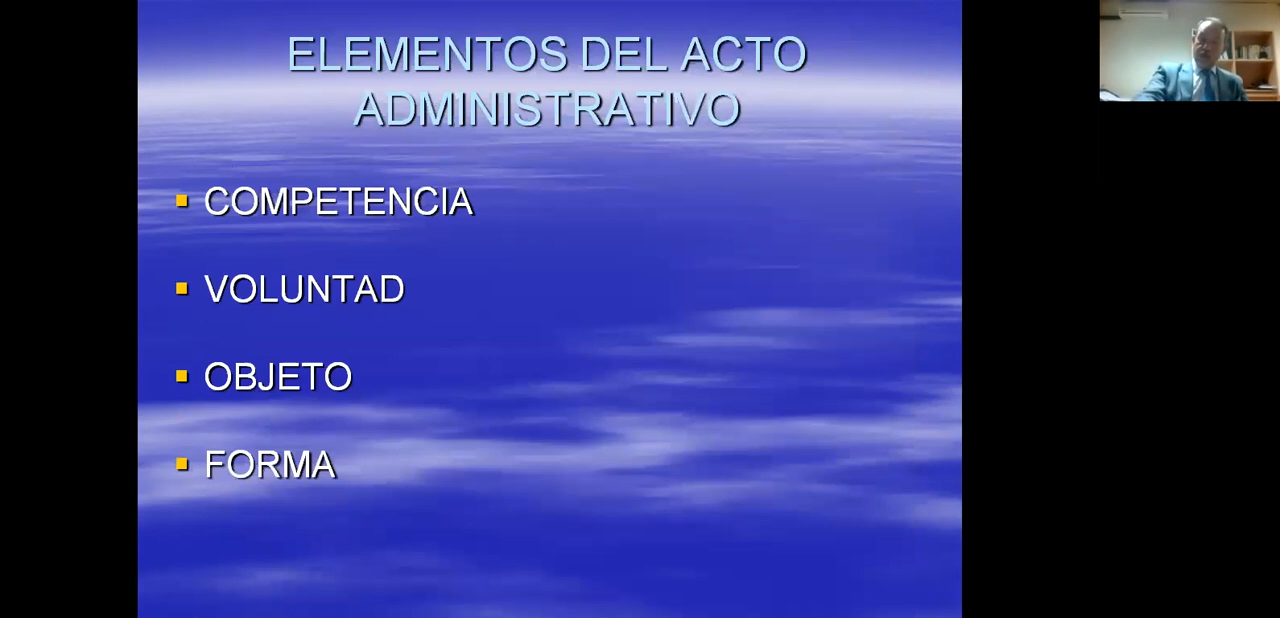 ELEMENTOS DEL ACTO
ADMINISTRATIVO
COMPETENCIA
VOLUNTAD
OBJETO
FORMA